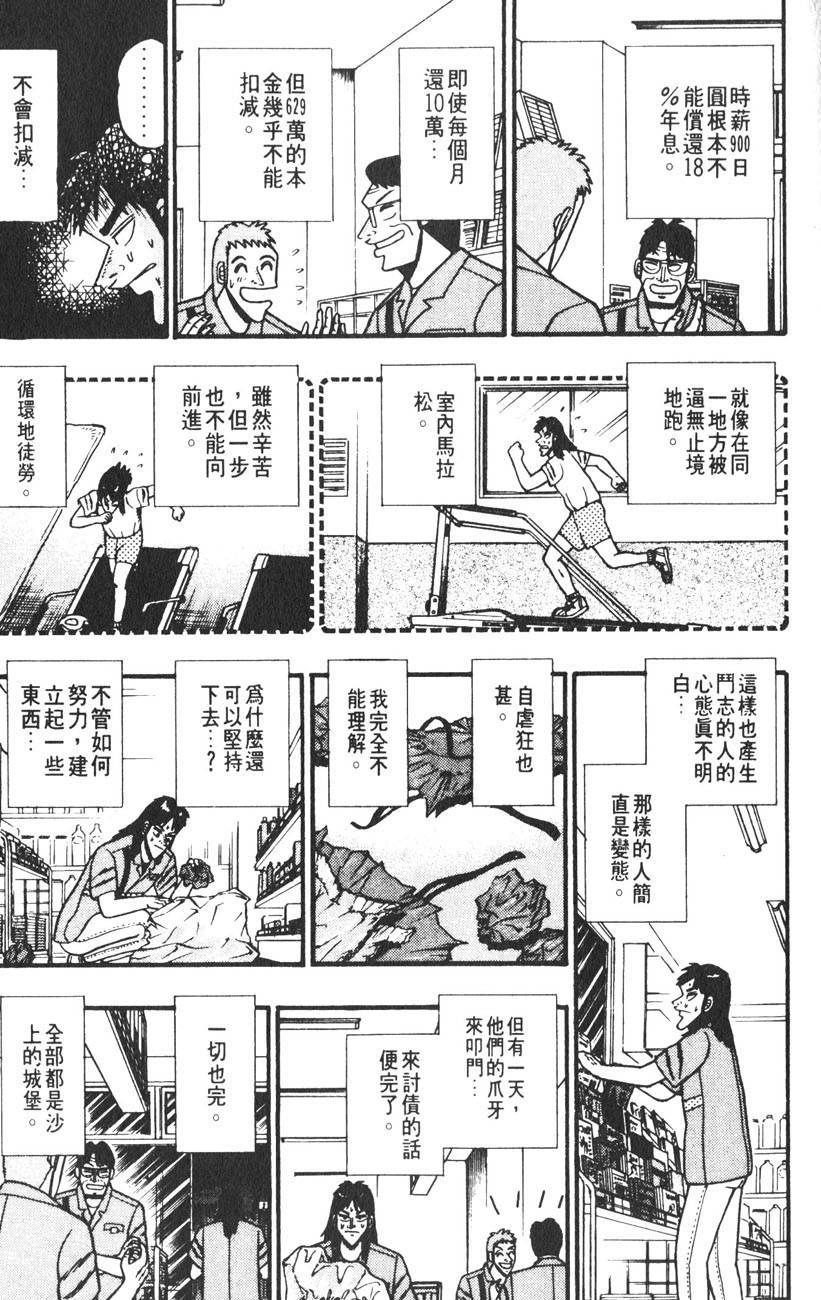 時薪900日
圓根本不
能償還18
%年息。
即使每個月
還10萬…
但629萬的本
金幾乎不能
扣減。
………
不會扣減…
就像在同
一地方被
逼無止境
地跑。
室內馬拉
松。
雖然辛苦
，但一步
也不能向
前進。
循環地徒勞。
這樣也產生
鬥志的人的
心態眞不明
白…
那樣的人簡
直是變態。
自虐狂也
甚。
我完全不
能理解。
爲什麼還
可以堅持
下去…?
不管如何
努力，建
立起一些
東西…
但有一天，
他們的爪牙
來叩門…
來討債的話
便完了。
一切也完。
全部都是沙
上的城堡。